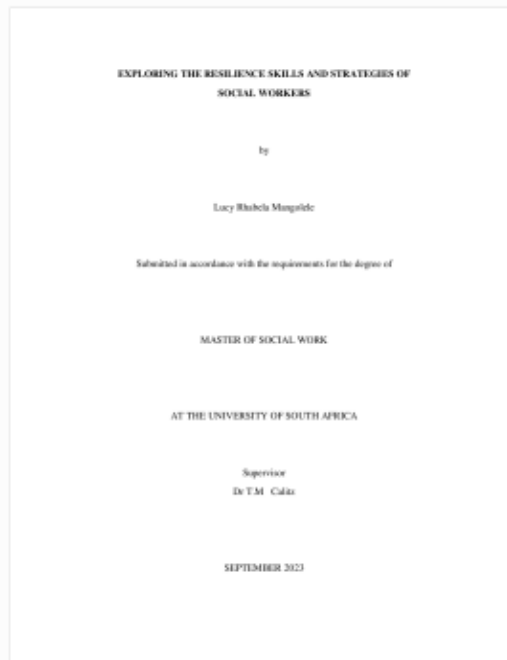 EXPLORING THE RESILIENCE SKILLS AND STRATEGIES OF
SOCIAL WORKERS
by
Lucy Rhabela Mangolele
Submitted in accordance with the requirements for the degree of
MASTER OF SOCIAL WORK
AT THE UNIVERSITY OF SOUTH AFRICA
Supervisor
Dr T.M Calitz
SEPTEMBER 2023